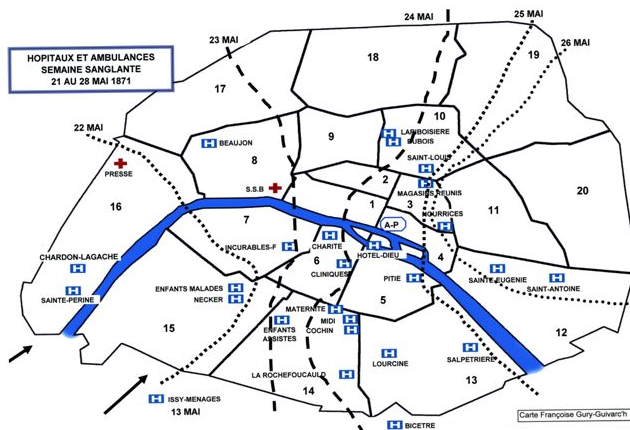 HOPITAUX ET AMBULANCES
SEMAINE SANGLANTE
21 AU 28 MAI 1871
24 MAI
25 MAI
23 MAI
26 MAI
19
18
17
10
22 MAI
LARIBOISIERE
9
BEAUJON
DUBOIS
8
SAINT-LOUIS
PRESSE
2
S.S.B
MAGASINS REUNIS
20
16
1
3
11
7
NOURRICES
A-P
INCURABLES-F
CHARITE
HOTEL-DIEU
4
CHARDON-LAGACHE
6
CLINIQUES
PITIE
SAINTE EUGENIE
SAINT-ANTOINE
ENFANTS MALADES
SAINTE-PERINE
NECKER
5
MATERNITE
15
ENFANTS
ASSISTES
MIDI
COCHIN
12
LOURCINE
SALPETRIERE
LA ROCHEFOUCAULD
13
14
ISSY-MENAGES
13 MAI
BICETRE
Carte Françoise Gury-Guivarc'h